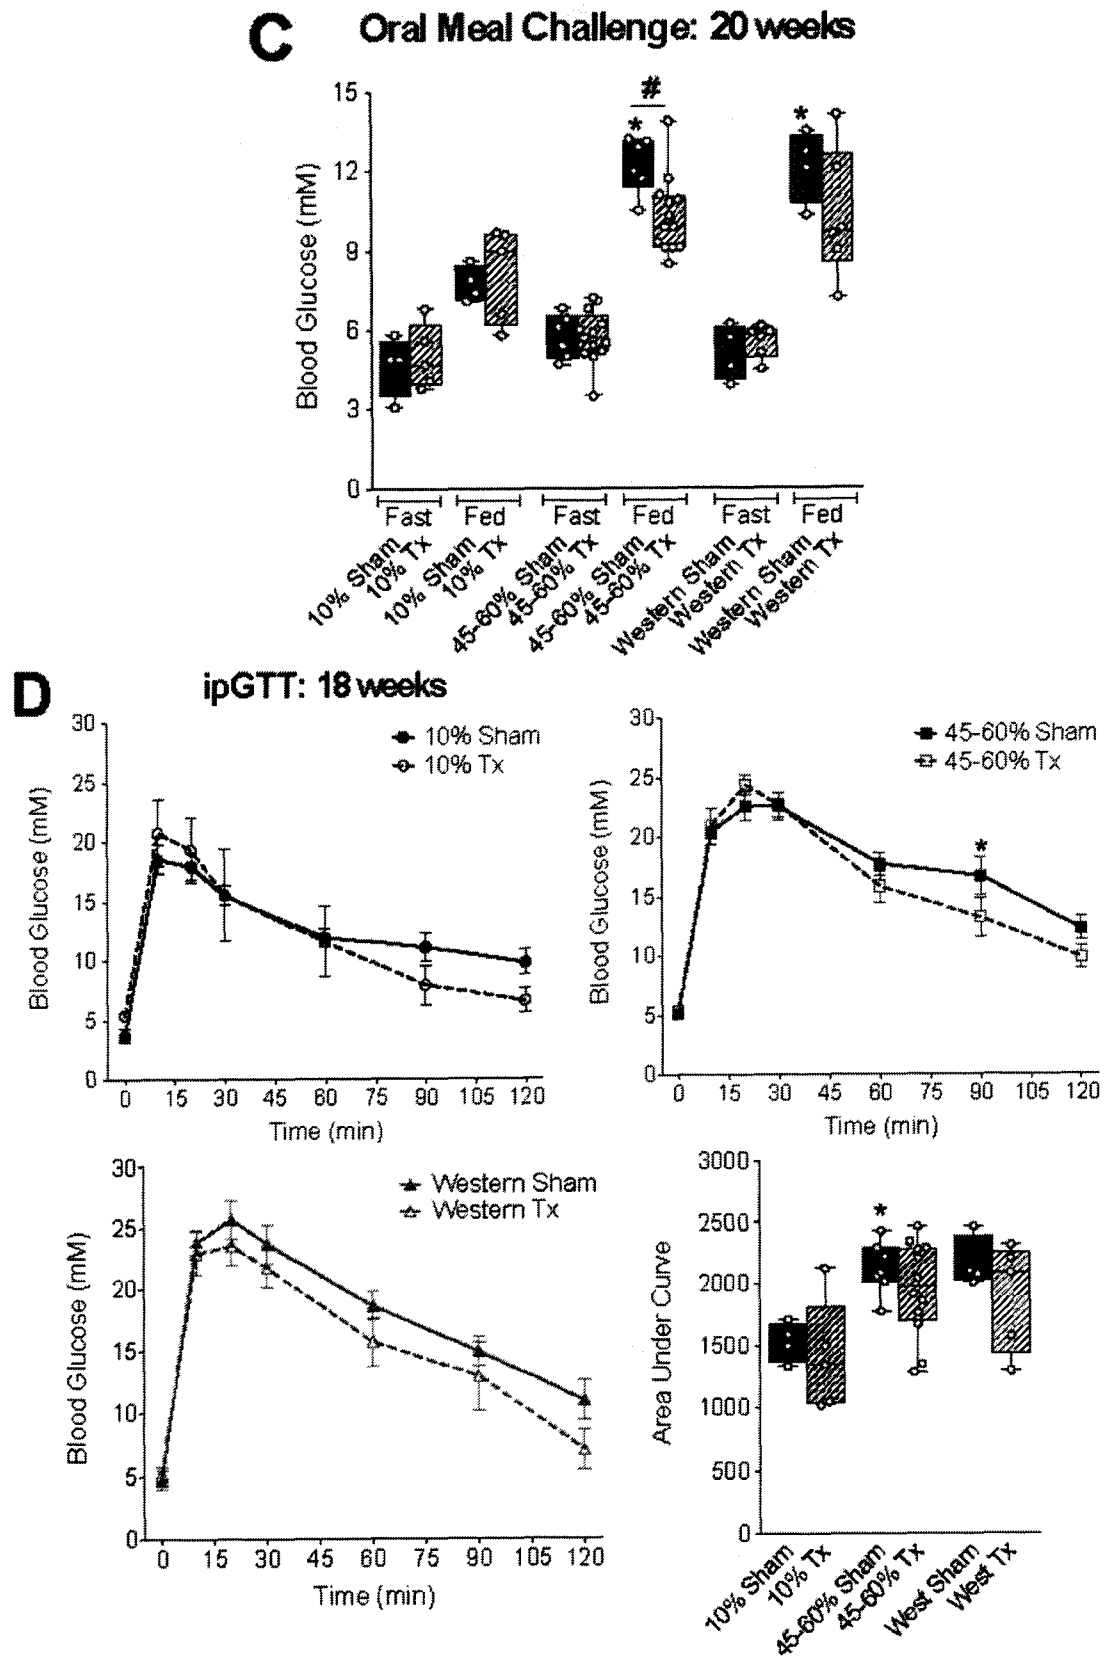 C Oral Meal Challenge: 20 weeks
#
* *
15
12
9
6
3
0
Blood Glucose (mM)
Fast Fed Fast Fed Fast Fed
10% Sham
10% Tx
10% Sham
10% Tx
45-60% Sham
45-60% Tx
45-60% Sham
45-60% Tx
Western Sham
Western Tx
Western Sham
Western Tx
D ipGTT: 18 weeks
30
25
20
15
10
5
0
Blood Glucose (mM)
10% Sham
10% Tx
0 15 30 45 60 75 90 105 120
Time (min)
30
25
20
15
10
5
0
Blood Glucose (mM)
45-60% Sham
45-60% Tx
*
0 15 30 45 60 75 90 105 120
Time (min)
30
25
20
15
10
5
0
Blood Glucose (mM)
Western Sham
Western Tx
0 15 30 45 60 75 90 105 120
Time (min)
3000
2500
2000
1500
1000
500
0
Area Under Curve
*
10% Sham
10% Tx
45-60% Sham
45-60% Tx
West Sham
West Tx